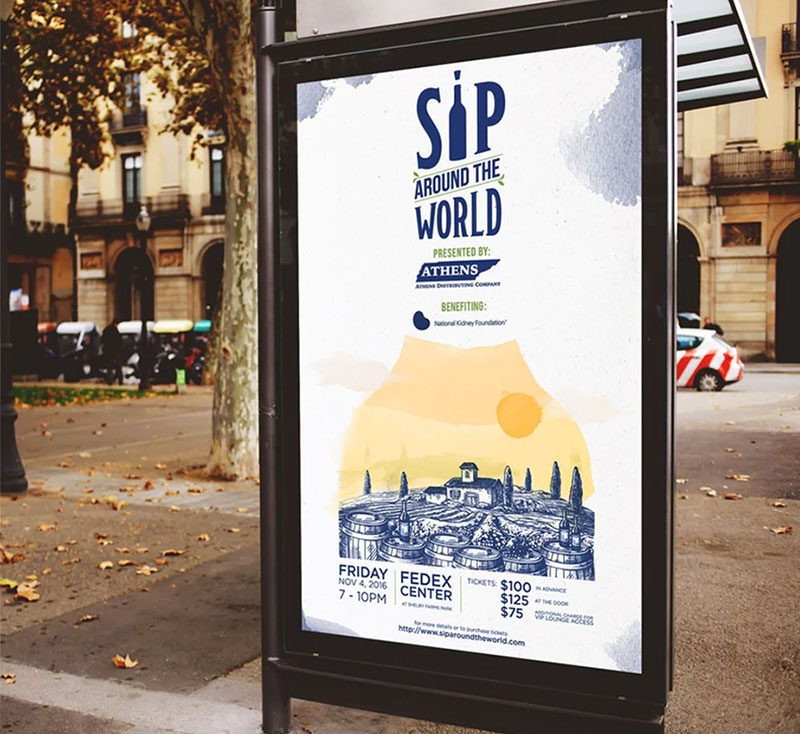 SIP
AROUND THE
WORLD
PRESENTED BY:
ATHENS
ATHENS DISTRIBUTING COMPANY
BENEFITING:
National Kidney Foundation®
FRIDAY
NOV 4, 2016
7 - 10PM
FEDEX
CENTER
AT SHELBY FARMS PARK
TICKETS: $100 IN ADVANCE
$125 AT THE DOOR
$75 ADDITIONAL CHARGE FOR
VIP LOUNGE ACCESS
for more details or to purchase tickets
http://www.siparoundtheworld.com